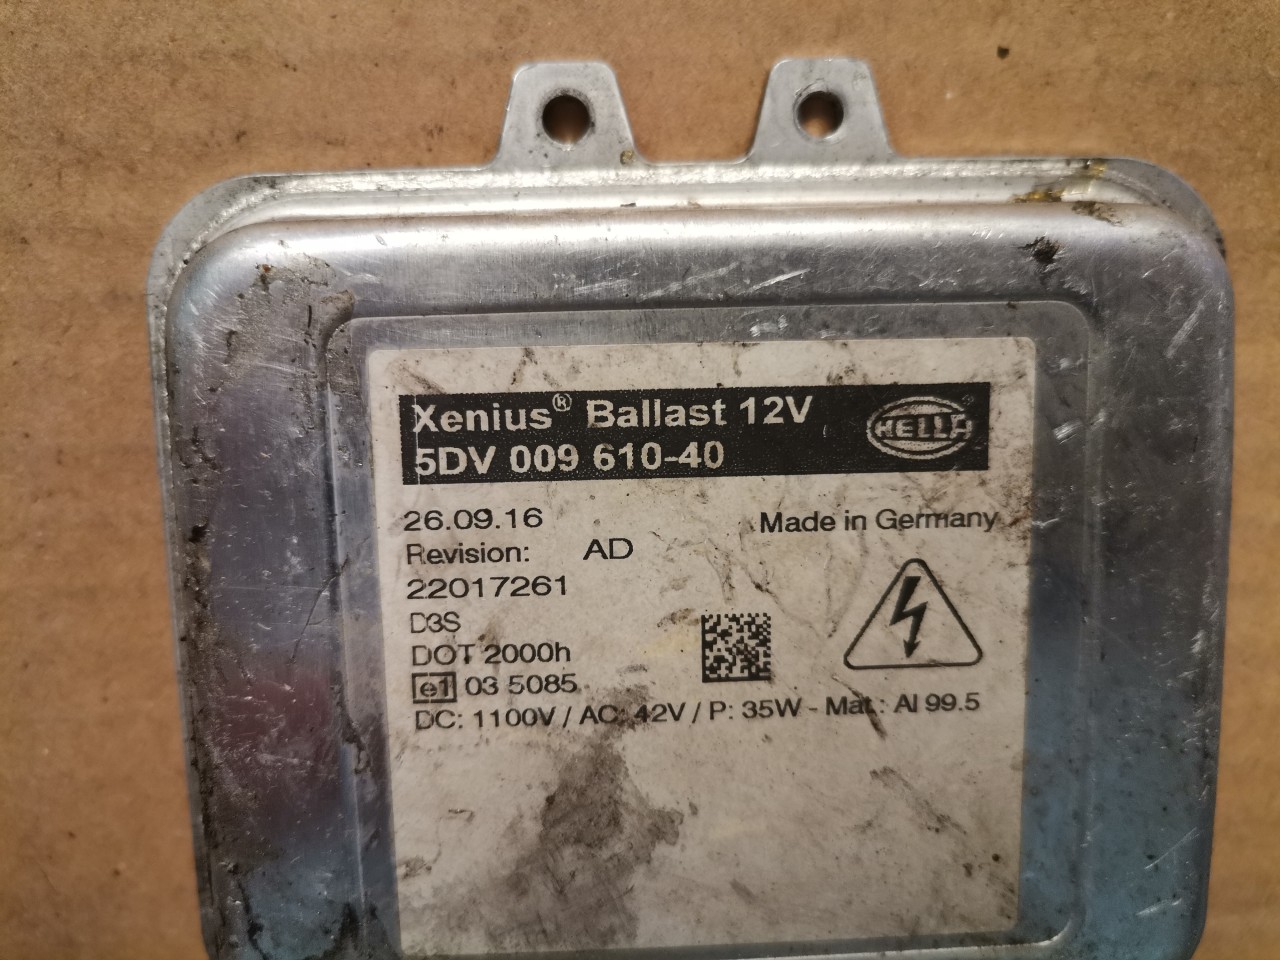 Xenius® Ballast 12V
HELLA ®
5DV 009 610-40
26.09.16
Made in Germany
Revision: AD
22017261
D3S
DOT 2000h
e1 03 5085
DC: 1100V / AC: 42V / P: 35W - Mat.: Al 99.5